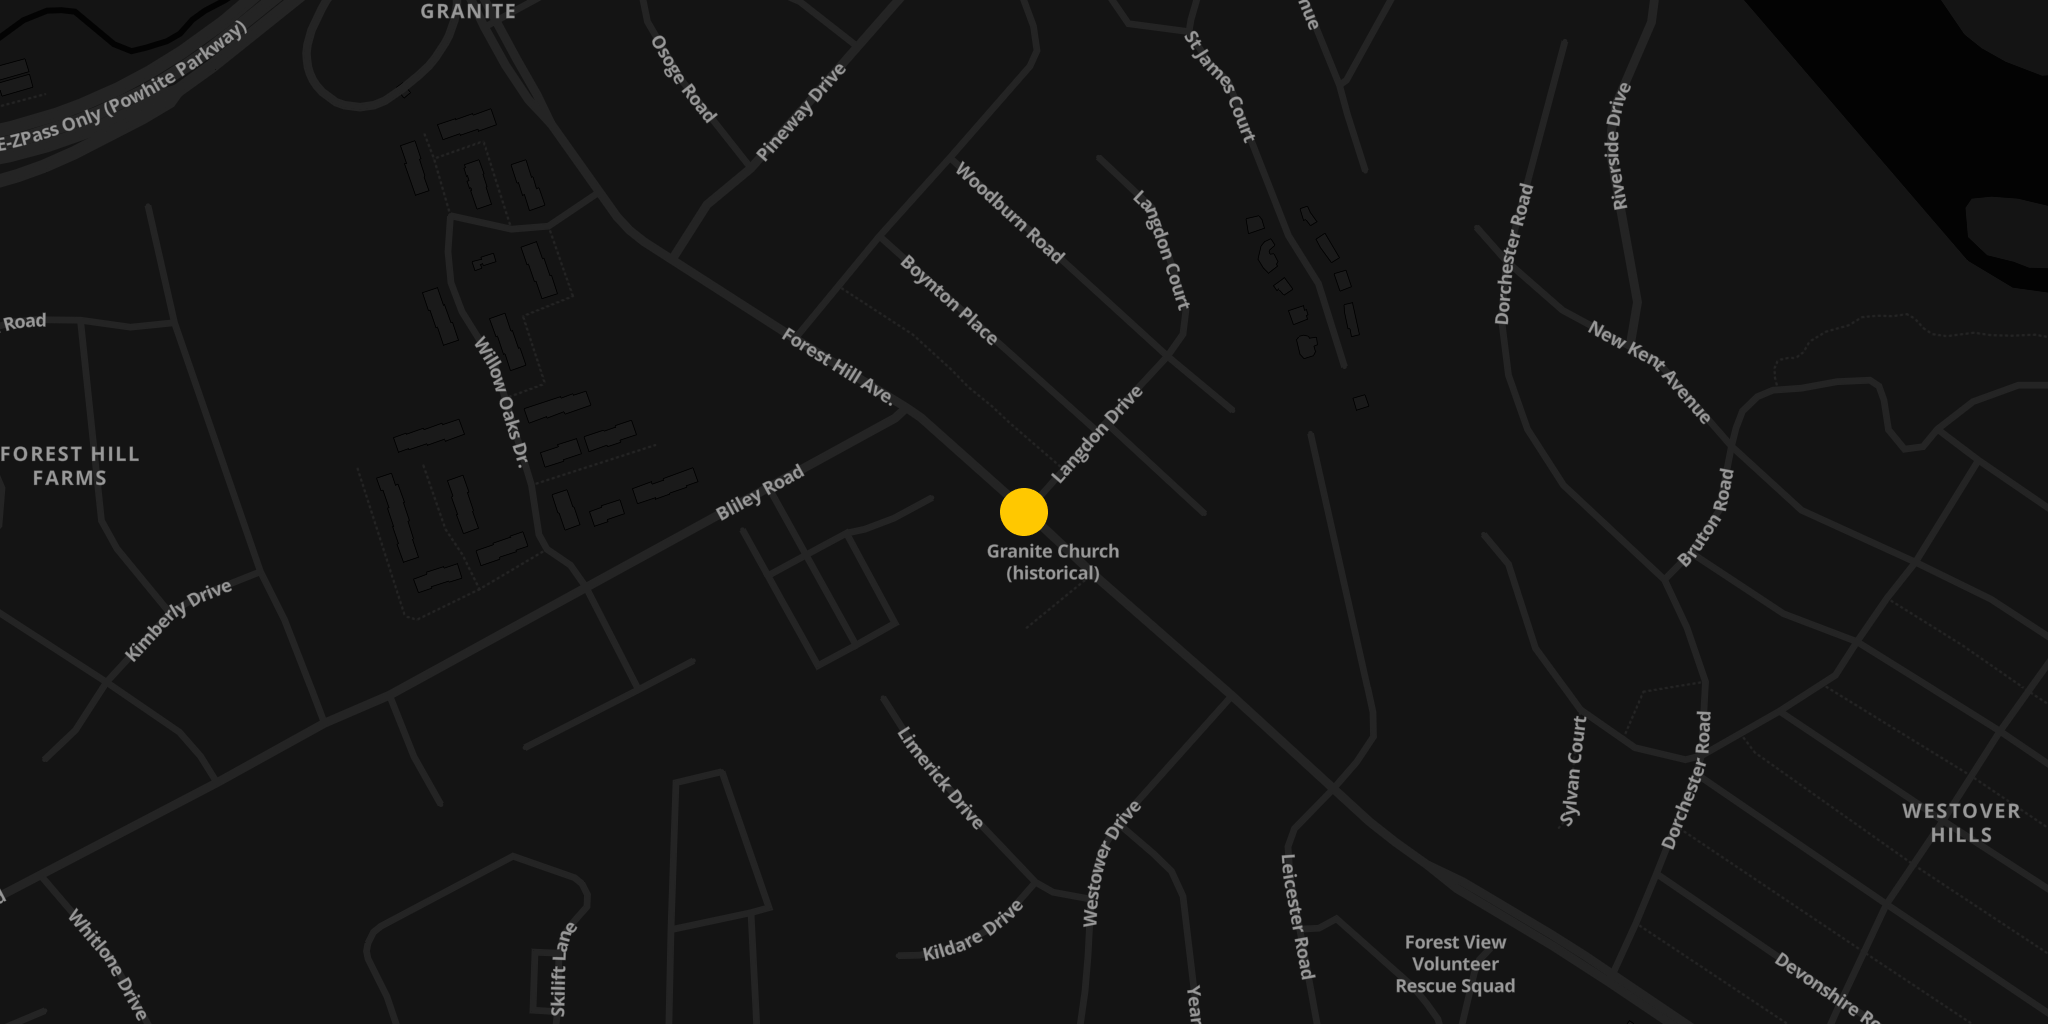 GRANITE
E-ZPass Only (Powhite Parkway)
Osoge Road
Pineway Drive
St James Court
nue
Riverside Drive
Dorchester Road
Woodburn Road
Langdon Court
Boynton Place
Road
Forest Hill Ave.
New Kent Avenue
Willow Oaks Dr.
Langdon Drive
FOREST HILL
FARMS
Bliley Road
Bruton Road
Granite Church
(historical)
Kimberly Drive
Limerick Drive
Sylvan Court
Dorchester Road
Westower Drive
WESTOVER
HILLS
Leicester Road
Kildare Drive
Whitlone Drive
Skilift Lane
Forest View
Volunteer
Rescue Squad
Devonshire Ro
Year